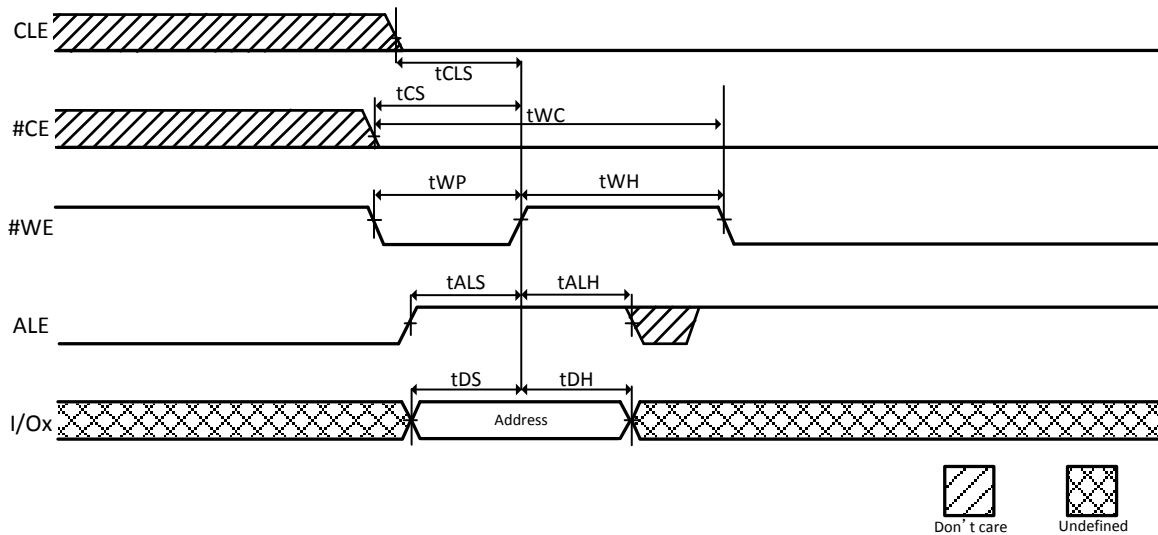 CLE
tCLS
tCS
#CE
tWC
tWP
tWH
#WE
tALS
tALH
ALE
tDS
tDH
I/Ox
Address
Don't care
Undefined